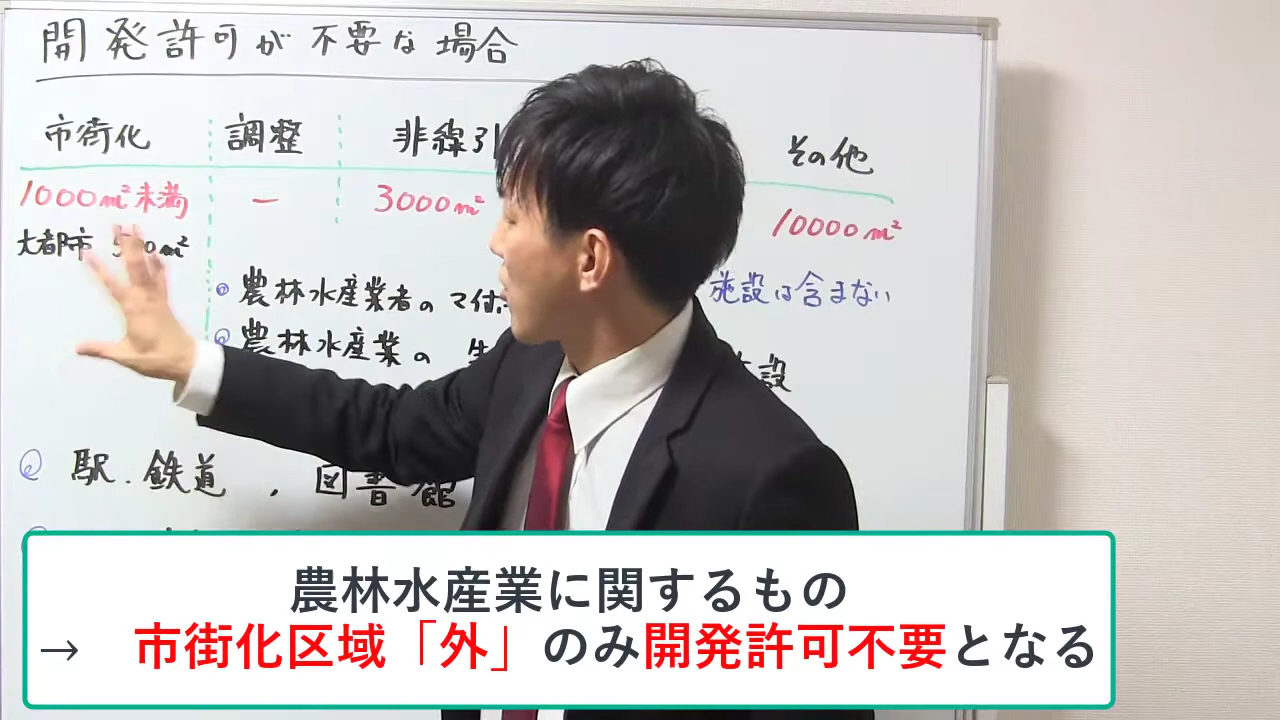 開発許可が不要な場合
市街化 調整 非線引 その他
1000m²未満 － 3000m² 10000m²
大都市 500m²
農林水産業者の 施設は含まない
農林水産業の 設
駅・鉄道 , 図書館
農林水産業に関するもの
→ 市街化区域「外」のみ開発許可不要となる